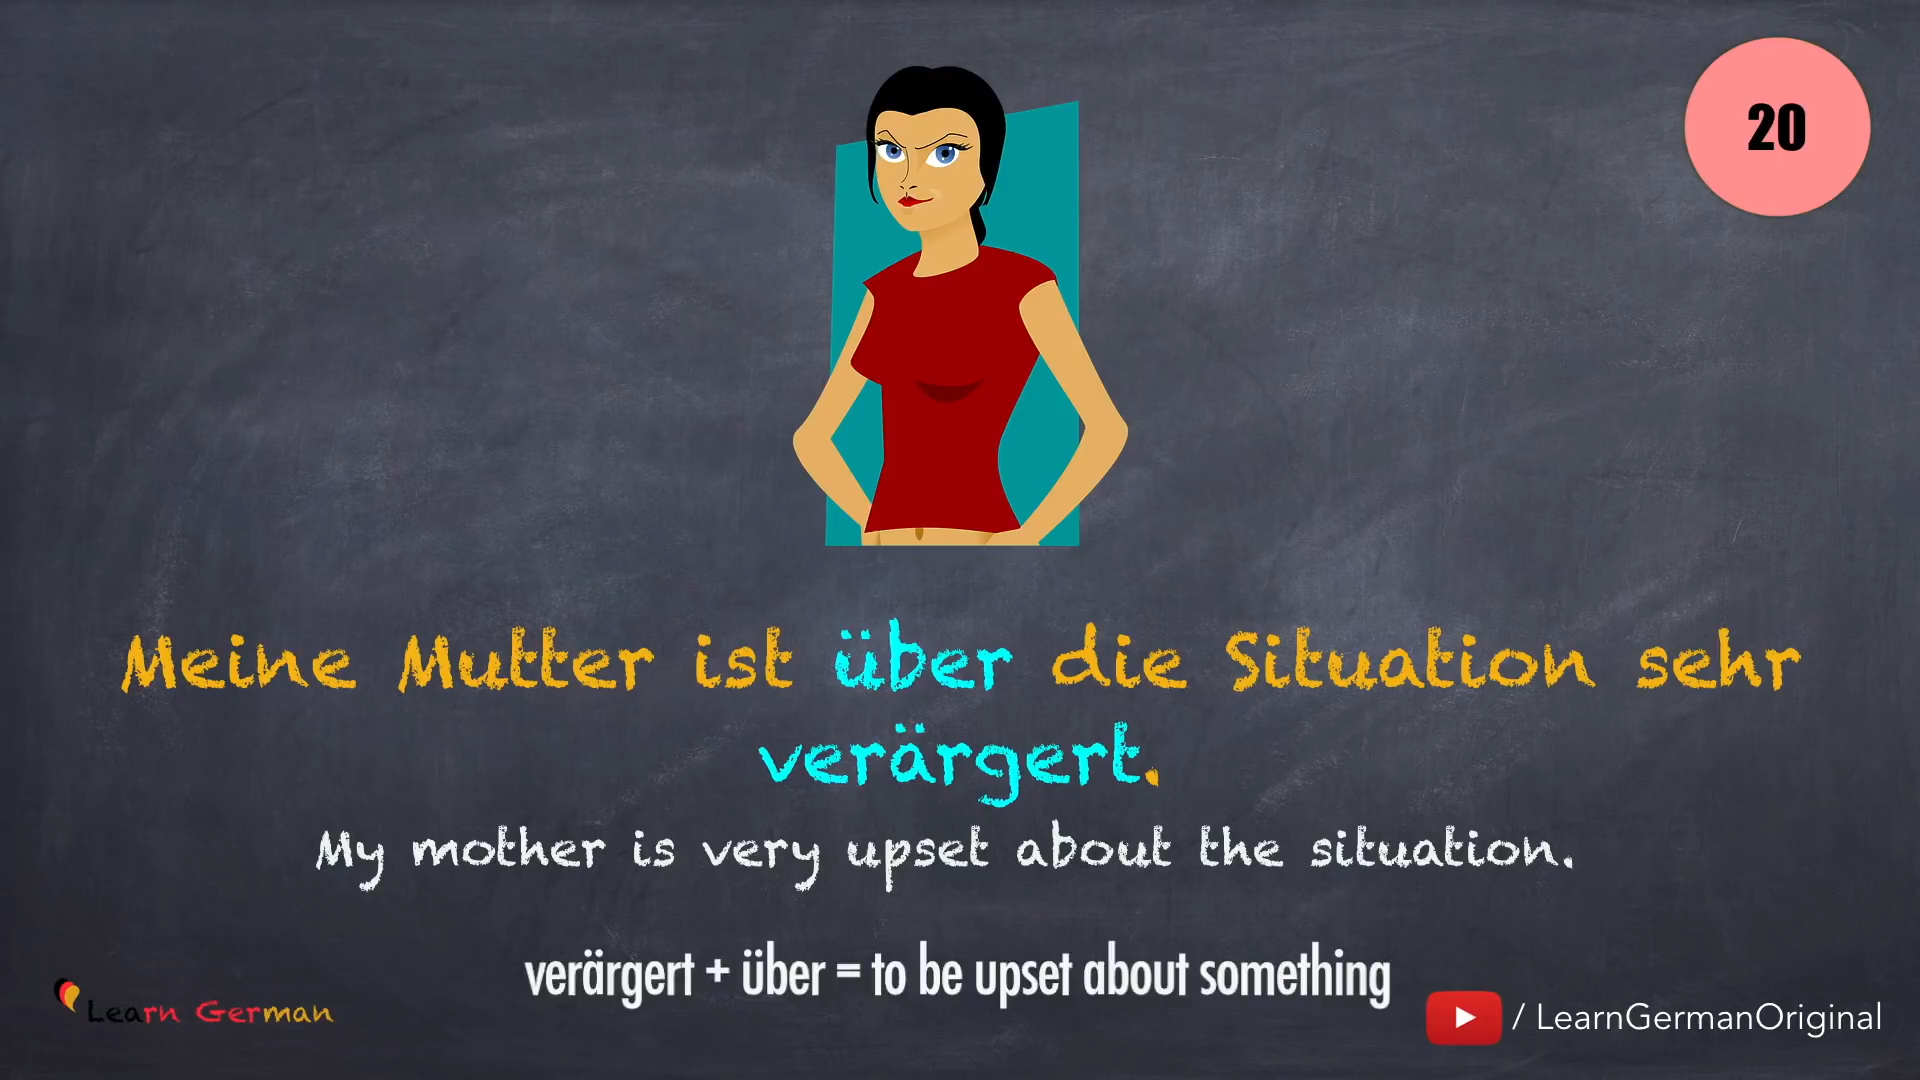 20
Meine Mutter ist über die Situation sehr
verärgert.
My mother is very upset about the situation.
verärgert + über = to be upset about something
Learn German
/ LearnGermanOriginal